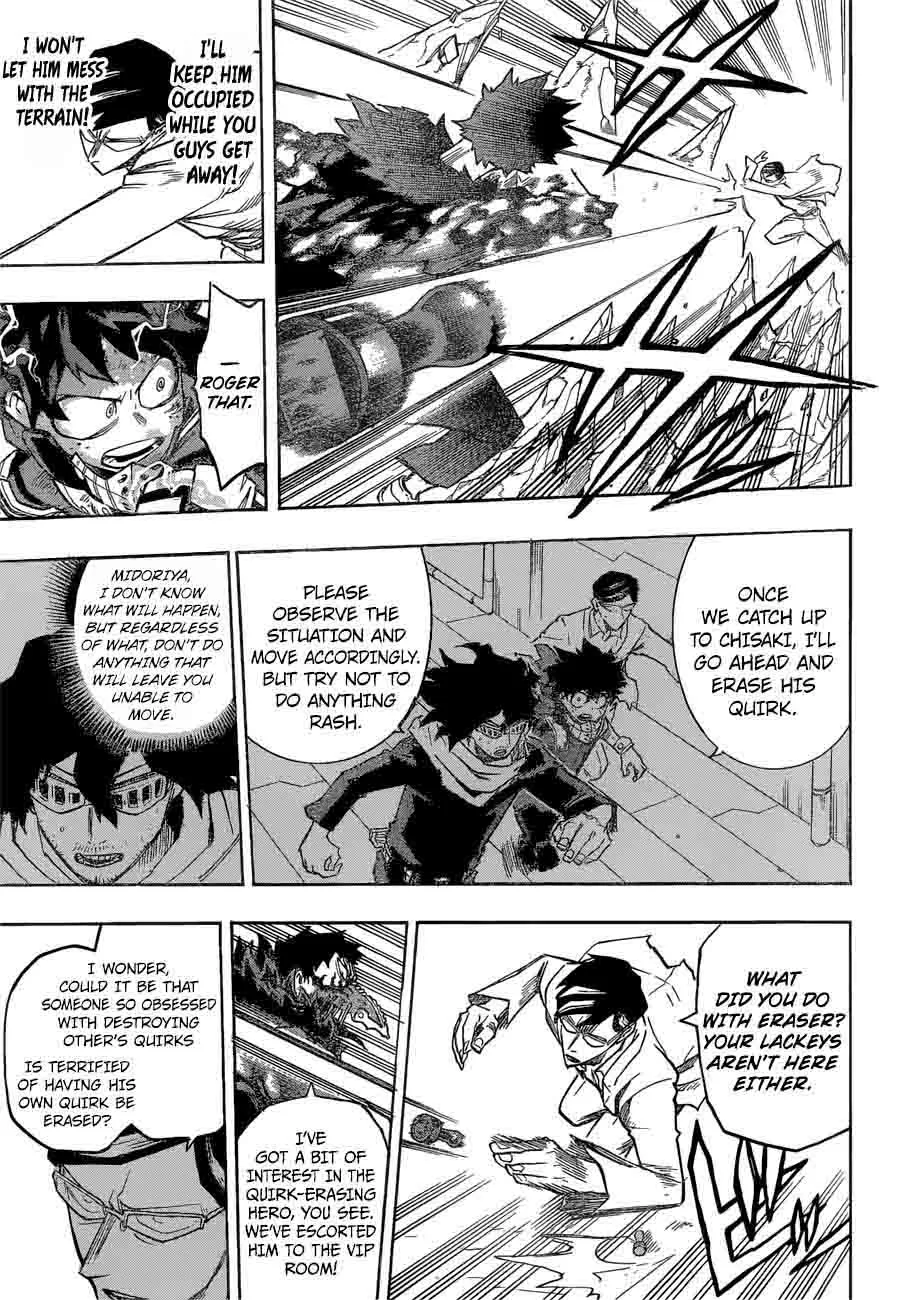 I'LL
KEEP HIM
OCCUPIED
WHILE YOU
GUYS GET
AWAY!
I WON'T
LET HIM MESS
WITH THE
TERRAIN!
—
ROGER
THAT.
ONCE
WE CATCH UP
TO CHISAKI, I'LL
GO AHEAD AND
ERASE HIS
QUIRK.
PLEASE
OBSERVE THE
SITUATION AND
MOVE ACCORDINGLY.
BUT TRY NOT TO
DO ANYTHING
RASH.
MIDORIYA,
I DON'T KNOW
WHAT WILL HAPPEN,
BUT REGARDLESS
OF WHAT, DON'T DO
ANYTHING THAT
WILL LEAVE YOU
UNABLE TO
MOVE.
WHAT
DID YOU DO
WITH ERASER?
YOUR LACKEYS
AREN'T HERE
EITHER.
I'VE
GOT A BIT OF
INTEREST IN THE
QUIRK-ERASING
HERO, YOU SEE.
WE'VE ESCORTED
HIM TO THE VIP
ROOM!
I WONDER,
COULD IT BE THAT
SOMEONE SO OBSESSED
WITH DESTROYING
OTHER'S QUIRKS
IS TERRIFIED
OF HAVING HIS
OWN QUIRK BE
ERASED?